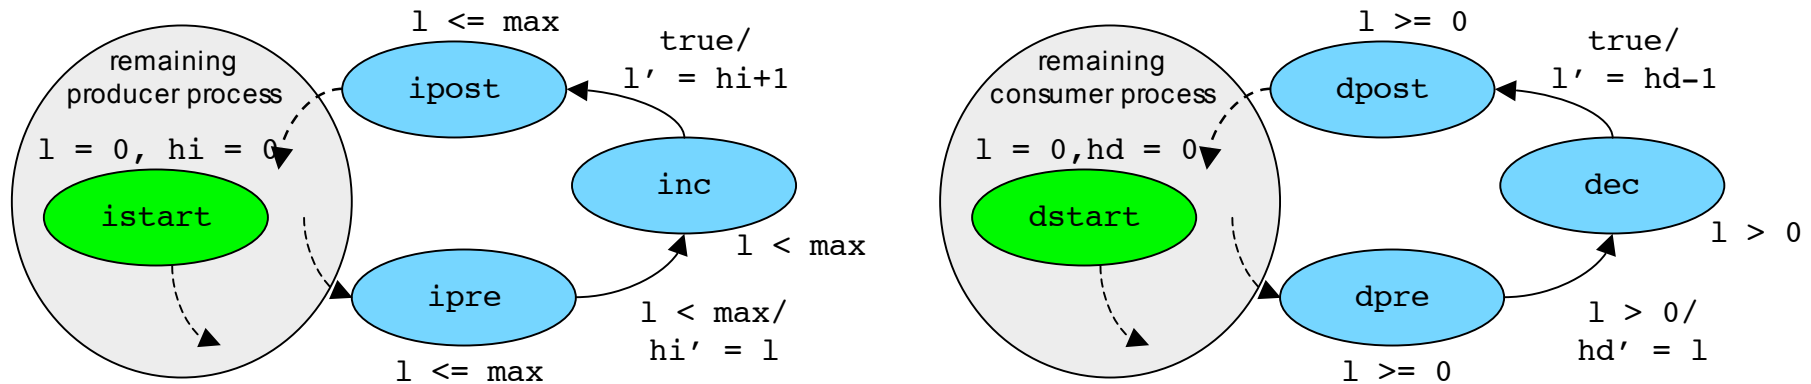 l <= max
remaining
producer process
ipost
true/
l’ = hi+1
l = 0, hi = 0
istart
inc
l < max
ipre
l < max/
hi’ = l
l <= max
l >= 0
remaining
consumer process
dpost
true/
l’ = hd-1
l = 0,hd = 0
dstart
dec
l > 0
dpre
l > 0/
hd’ = l
l >= 0